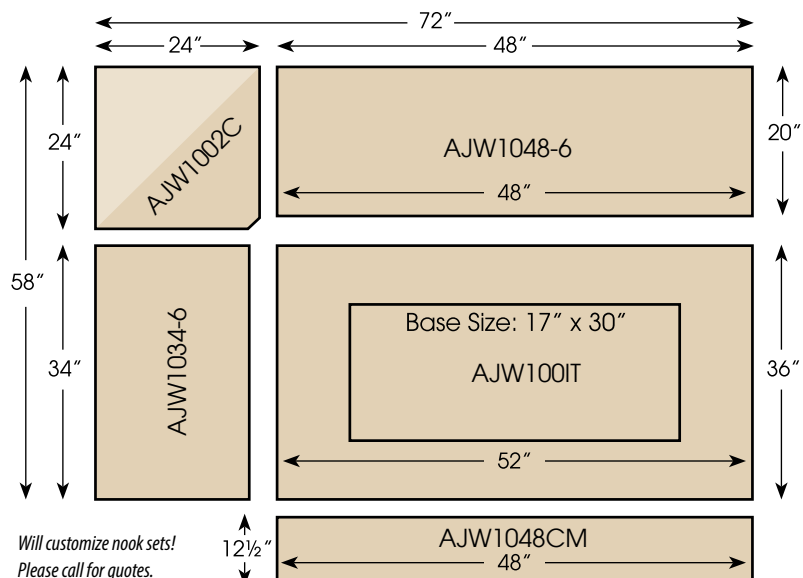 72″
24″
48″
AJW1002C
AJW1048-6
48″
24″
20″
58″
34″
AJW1034-6
Base Size: 17″ x 30″
AJW100IT
52″
36″
Will customize nook sets!
Please call for quotes.
12½″
AJW1048CM
48″